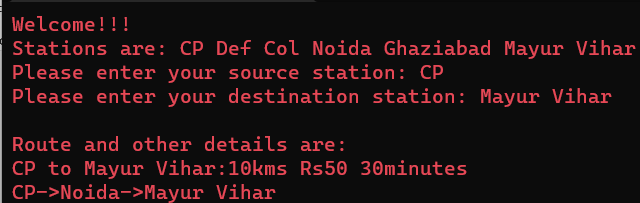 Welcome!!!
Stations are: CP Def Col Noida Ghaziabad Mayur Vihar
Please enter your source station: CP
Please enter your destination station: Mayur Vihar
Route and other details are:
CP to Mayur Vihar:10kms Rs50 30minutes
CP->Noida->Mayur Vihar